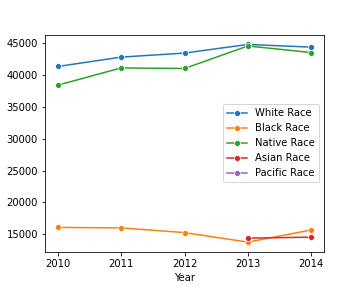 45000
40000
35000
30000
25000
20000
15000
White Race
Black Race
Native Race
Asian Race
Pacific Race
2010 2011 2012 2013 2014
Year